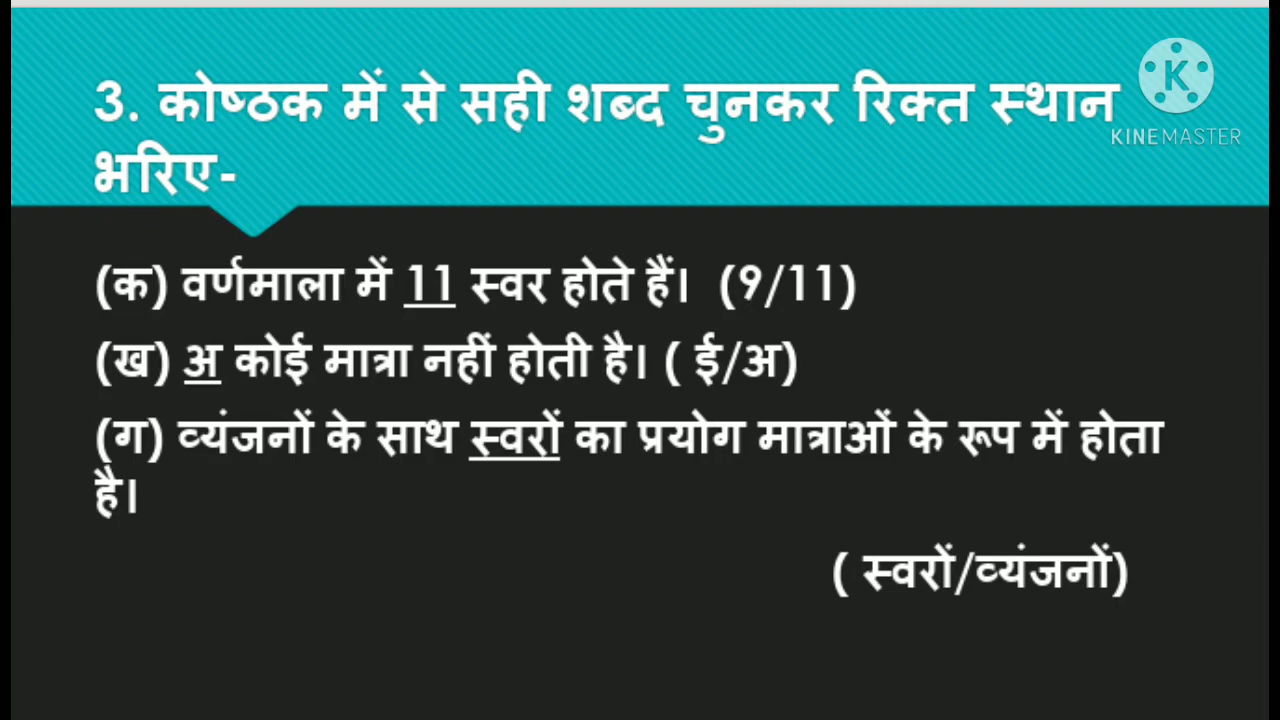 3. कोष्ठक में से सही शब्द चुनकर रिक्त स्थान
भरिए-
K
KINEMASTER
(क) वर्णमाला में 11 स्वर होते हैं। (9/11)
(ख) अ कोई मात्रा नहीं होती है। ( ई/अ)
(ग) व्यंजनों के साथ स्वरों का प्रयोग मात्राओं के रूप में होता
है।
( स्वरों/व्यंजनों)